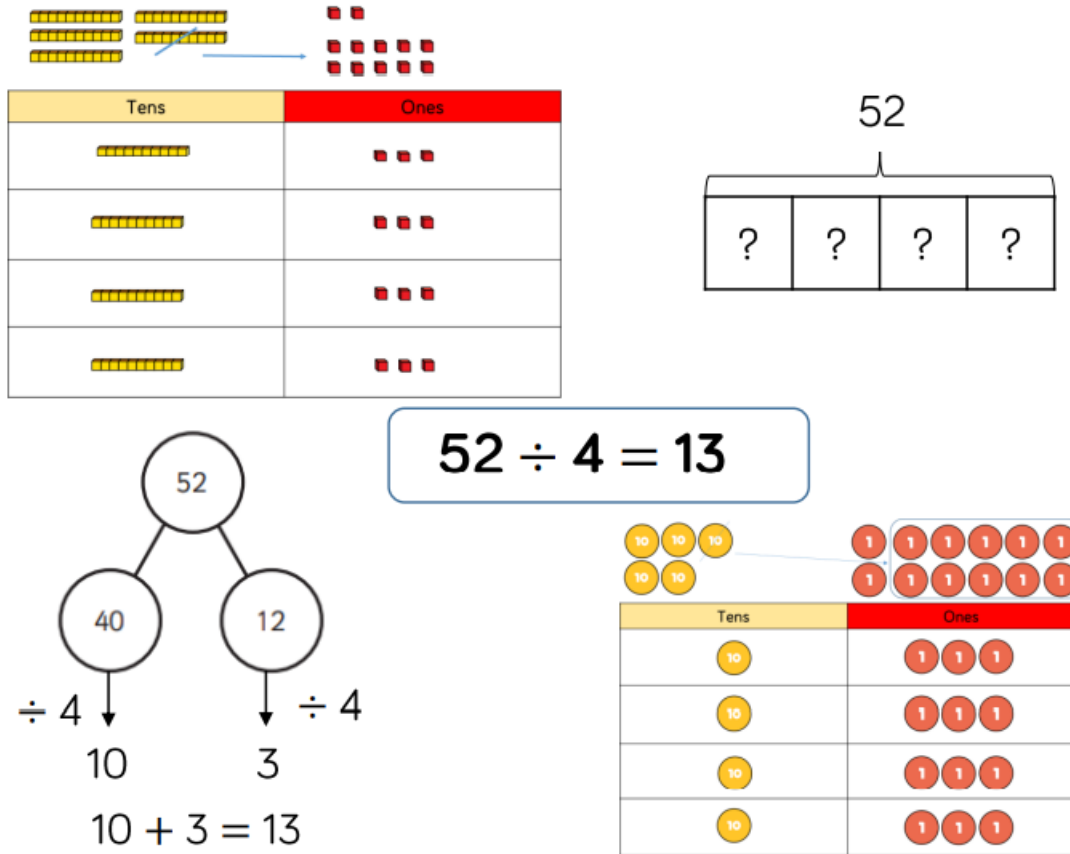 Tens Ones
52
? ? ? ?
52 ÷ 4 = 13
52
40 12
÷ 4 ÷ 4
10 3
10 + 3 = 13
10 10 10 1 1 1 1 1 1
10 10 1 1 1 1 1 1
Tens Ones
10 1 1 1
10 1 1 1
10 1 1 1
10 1 1 1